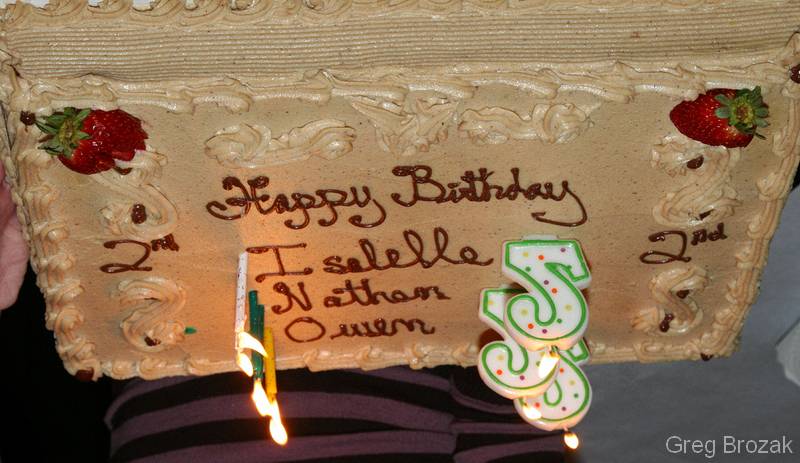 Happy Birthday
2nd Isabelle 2nd
Nathan
Owen
Greg Brozak